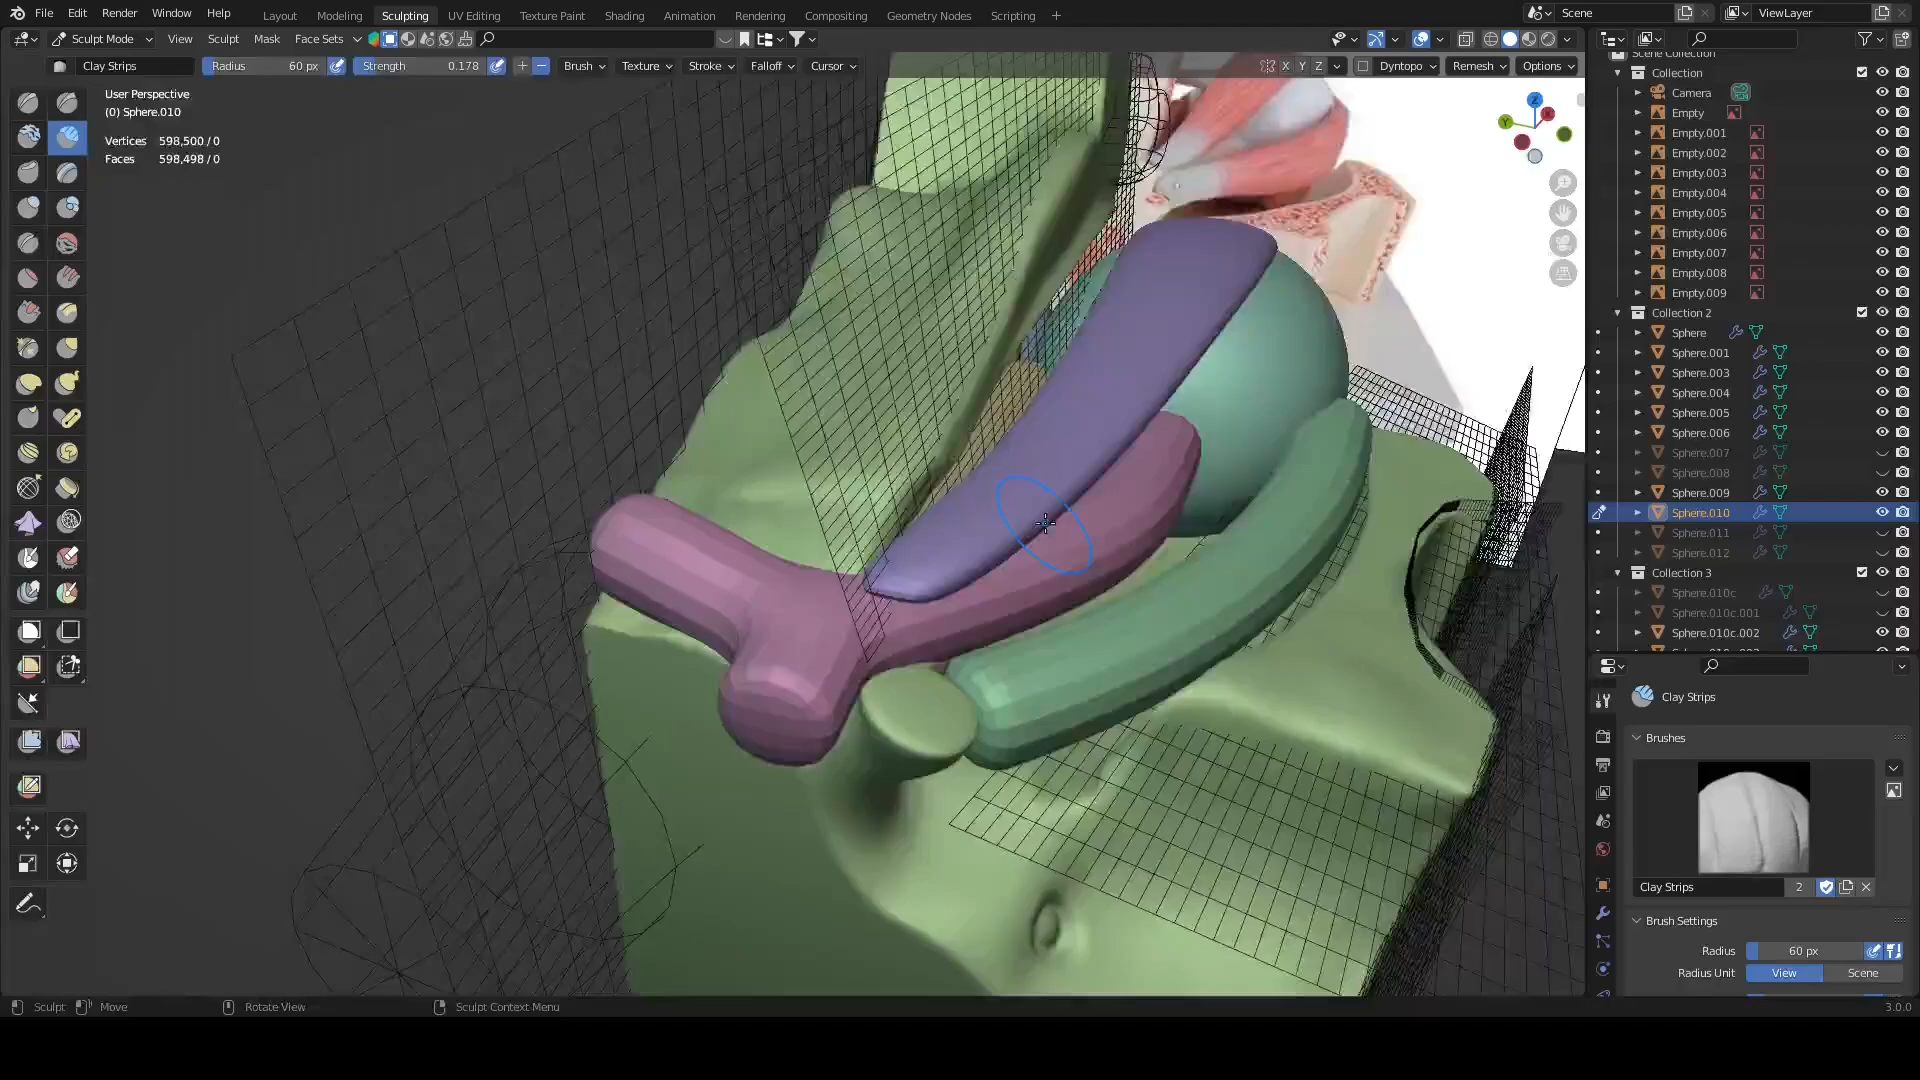 File Edit Render Window Help
Layout Modeling Sculpting UV Editing Texture Paint Shading Animation Rendering Compositing Geometry Nodes Scripting +
Scene
ViewLayer
Sculpt Mode View Sculpt Mask Face Sets
Clay Strips Radius 60 px Strength 0.178 Brush Texture Stroke Falloff Cursor
X Y Z Dyntopo Remesh Options
User Perspective
(0) Sphere.010
Vertices 598,500 / 0
Faces 598,498 / 0
Z
X
Y
Scene Collection
Collection
Camera
Empty
Empty.001
Empty.002
Empty.003
Empty.004
Empty.005
Empty.006
Empty.007
Empty.008
Empty.009
Collection 2
Sphere
Sphere.001
Sphere.003
Sphere.004
Sphere.005
Sphere.006
Sphere.007
Sphere.008
Sphere.009
Sphere.010
Sphere.011
Sphere.012
Collection 3
Sphere.010c
Sphere.010c.001
Sphere.010c.002
Clay Strips
Brushes
Clay Strips 2
Brush Settings
Radius 60 px
Radius Unit View Scene
Sculpt Move Rotate View Sculpt Context Menu 3.0.0